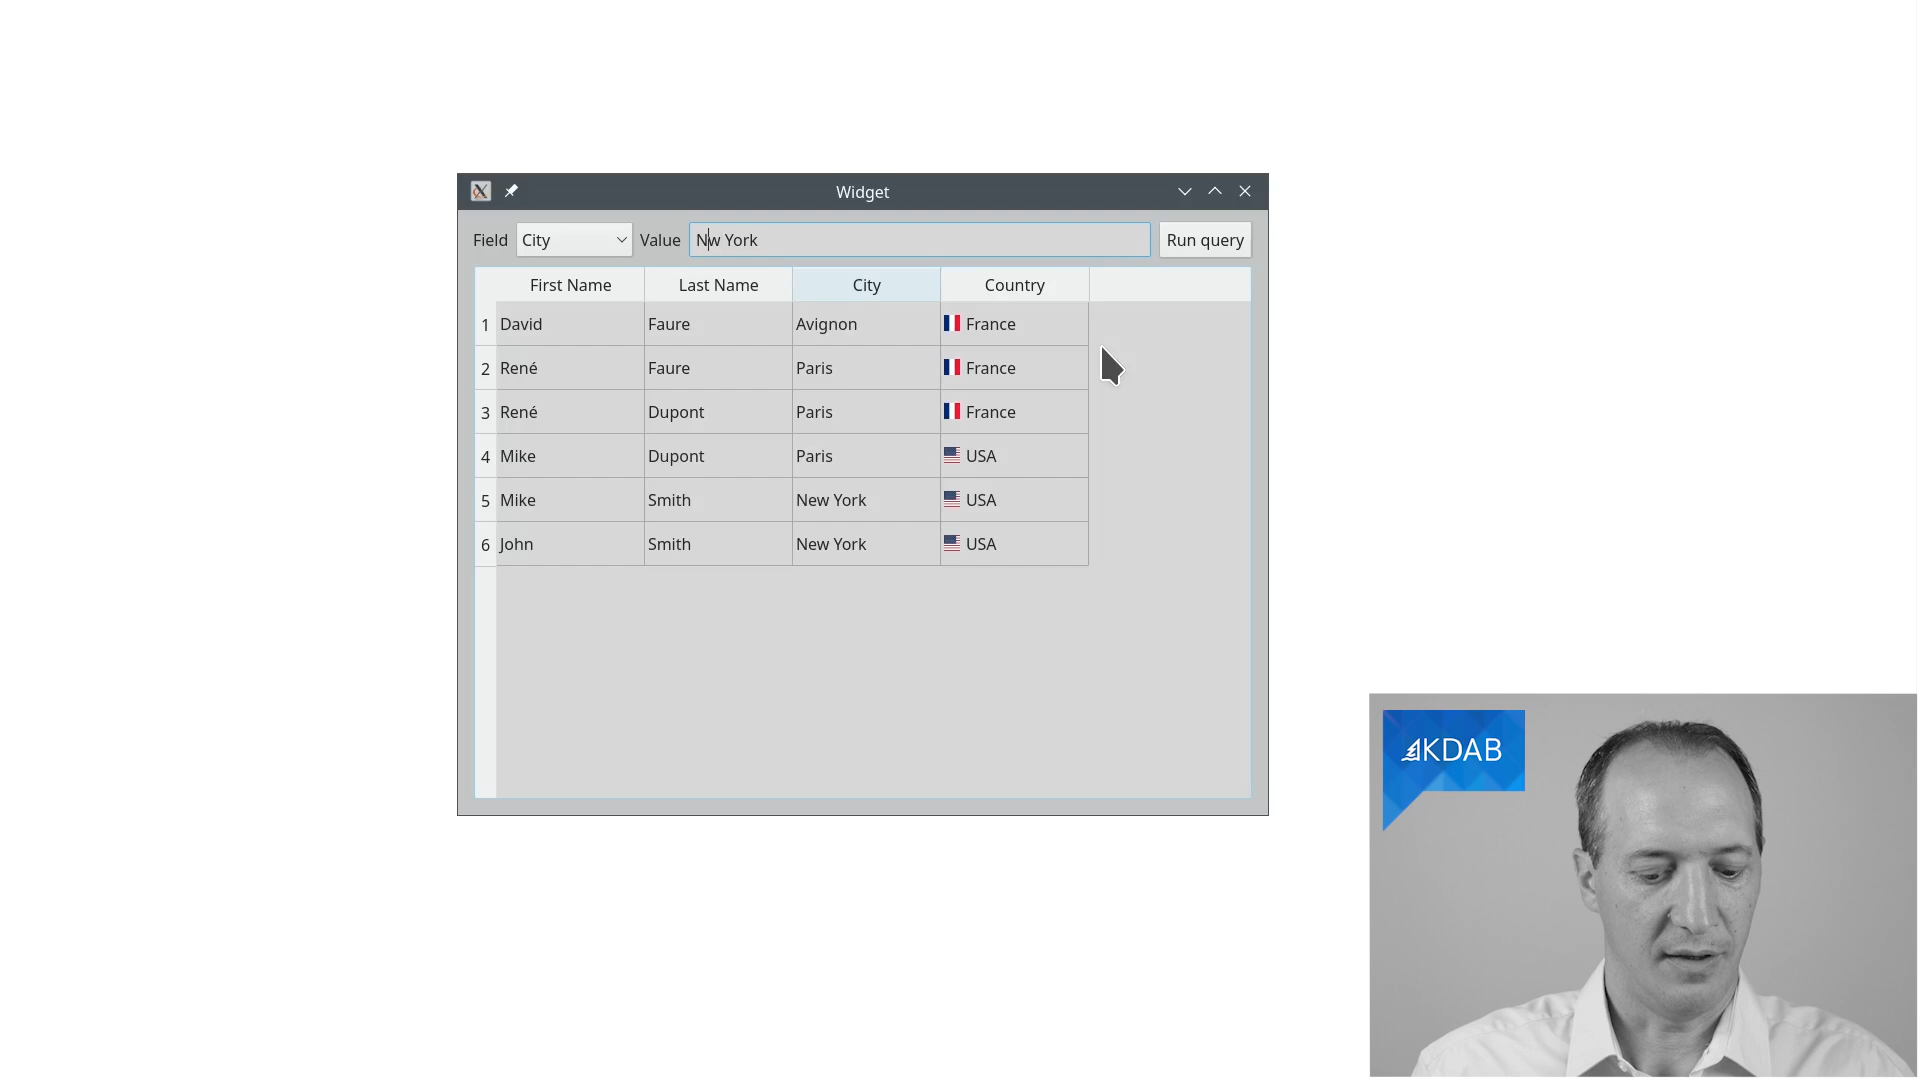 Widget
Field City Value Nw York Run query
First Name Last Name City Country
1 David Faure Avignon France
2 René Faure Paris France
3 René Dupont Paris France
4 Mike Dupont Paris USA
5 Mike Smith New York USA
6 John Smith New York USA
KDAB